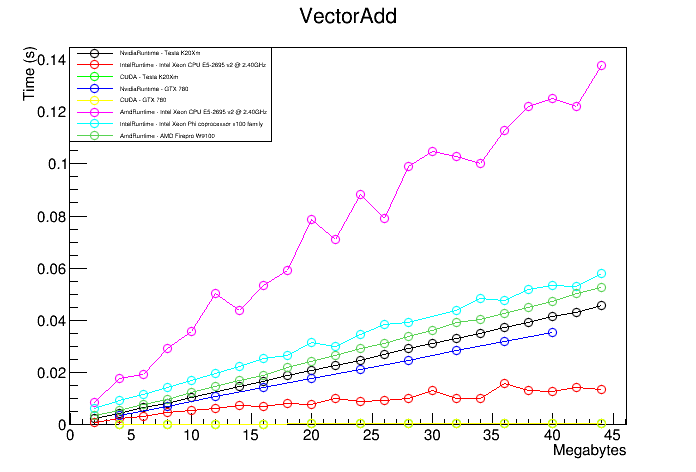 VectorAdd
Time (s)
NvidiaRuntime - Tesla K20Xm
IntelRuntime - Intel Xeon CPU E5-2695 v2 @ 2.40GHz
CUDA - Tesla K20Xm
NvidiaRuntime - GTX 780
CUDA - GTX 780
AmdRuntime - Intel Xeon CPU E5-2695 v2 @ 2.40GHz
IntelRuntime - Intel Xeon Phi coprocessor x100 family
AmdRuntime - AMD Firepro W9100
0.14
0.12
0.1
0.08
0.06
0.04
0.02
0
0 5 10 15 20 25 30 35 40 45
Megabytes